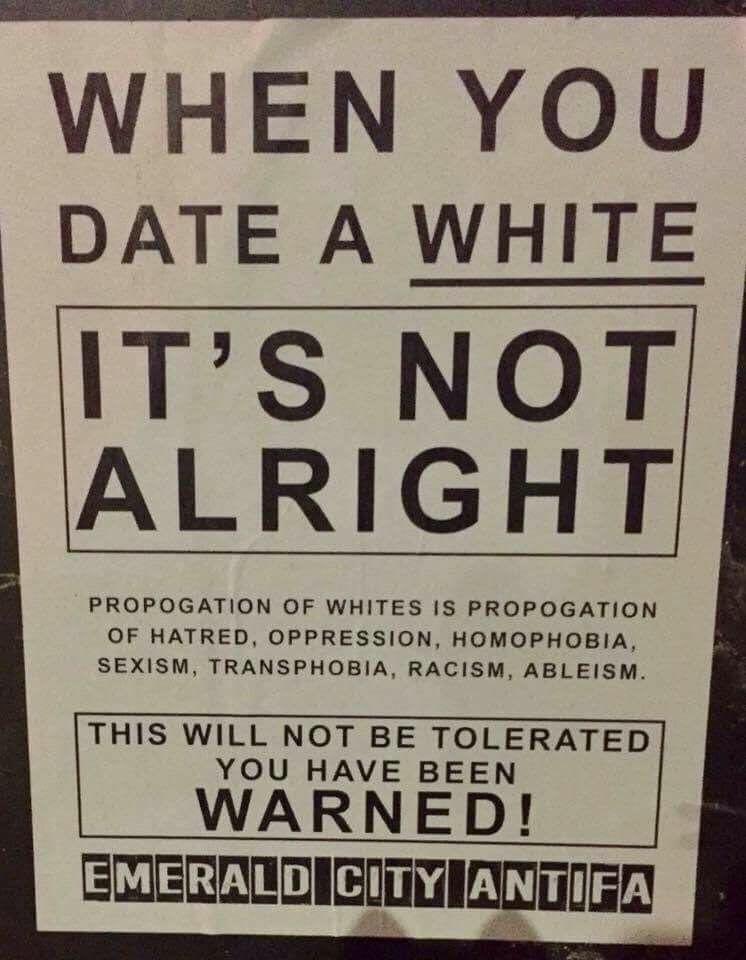 WHEN YOU
DATE A WHITE
IT'S NOT
ALRIGHT
PROPOGATION OF WHITES IS PROPOGATION
OF HATRED, OPPRESSION, HOMOPHOBIA,
SEXISM, TRANSPHOBIA, RACISM, ABLEISM.
THIS WILL NOT BE TOLERATED
YOU HAVE BEEN
WARNED!
EMERALD CITY ANTIFA